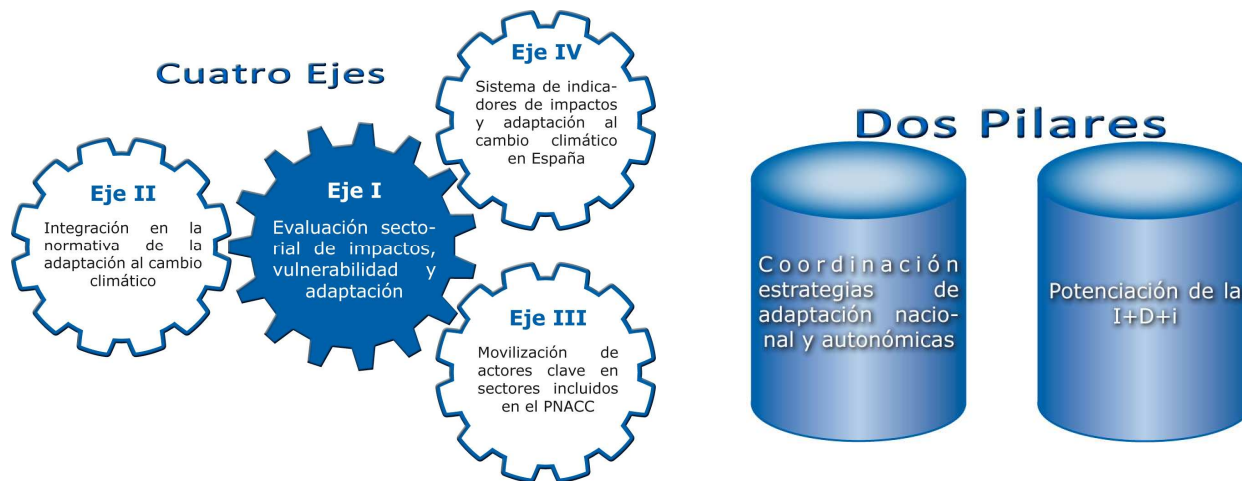 Cuatro Ejes
Eje II
Integración en la
normativa de la
adaptación al cambio
climático
Eje I
Evaluación secto-
rial de impactos,
vulnerabilidad y
adaptación
Eje IV
Sistema de indica-
dores de impactos
y adaptación al
cambio climático
en España
Eje III
Movilización de
actores clave en
sectores incluidos
en el PNACC
Dos Pilares
Coordinación
estrategias de
adaptación nacio-
nal y autonómicas
Potenciación de la
I+D+i